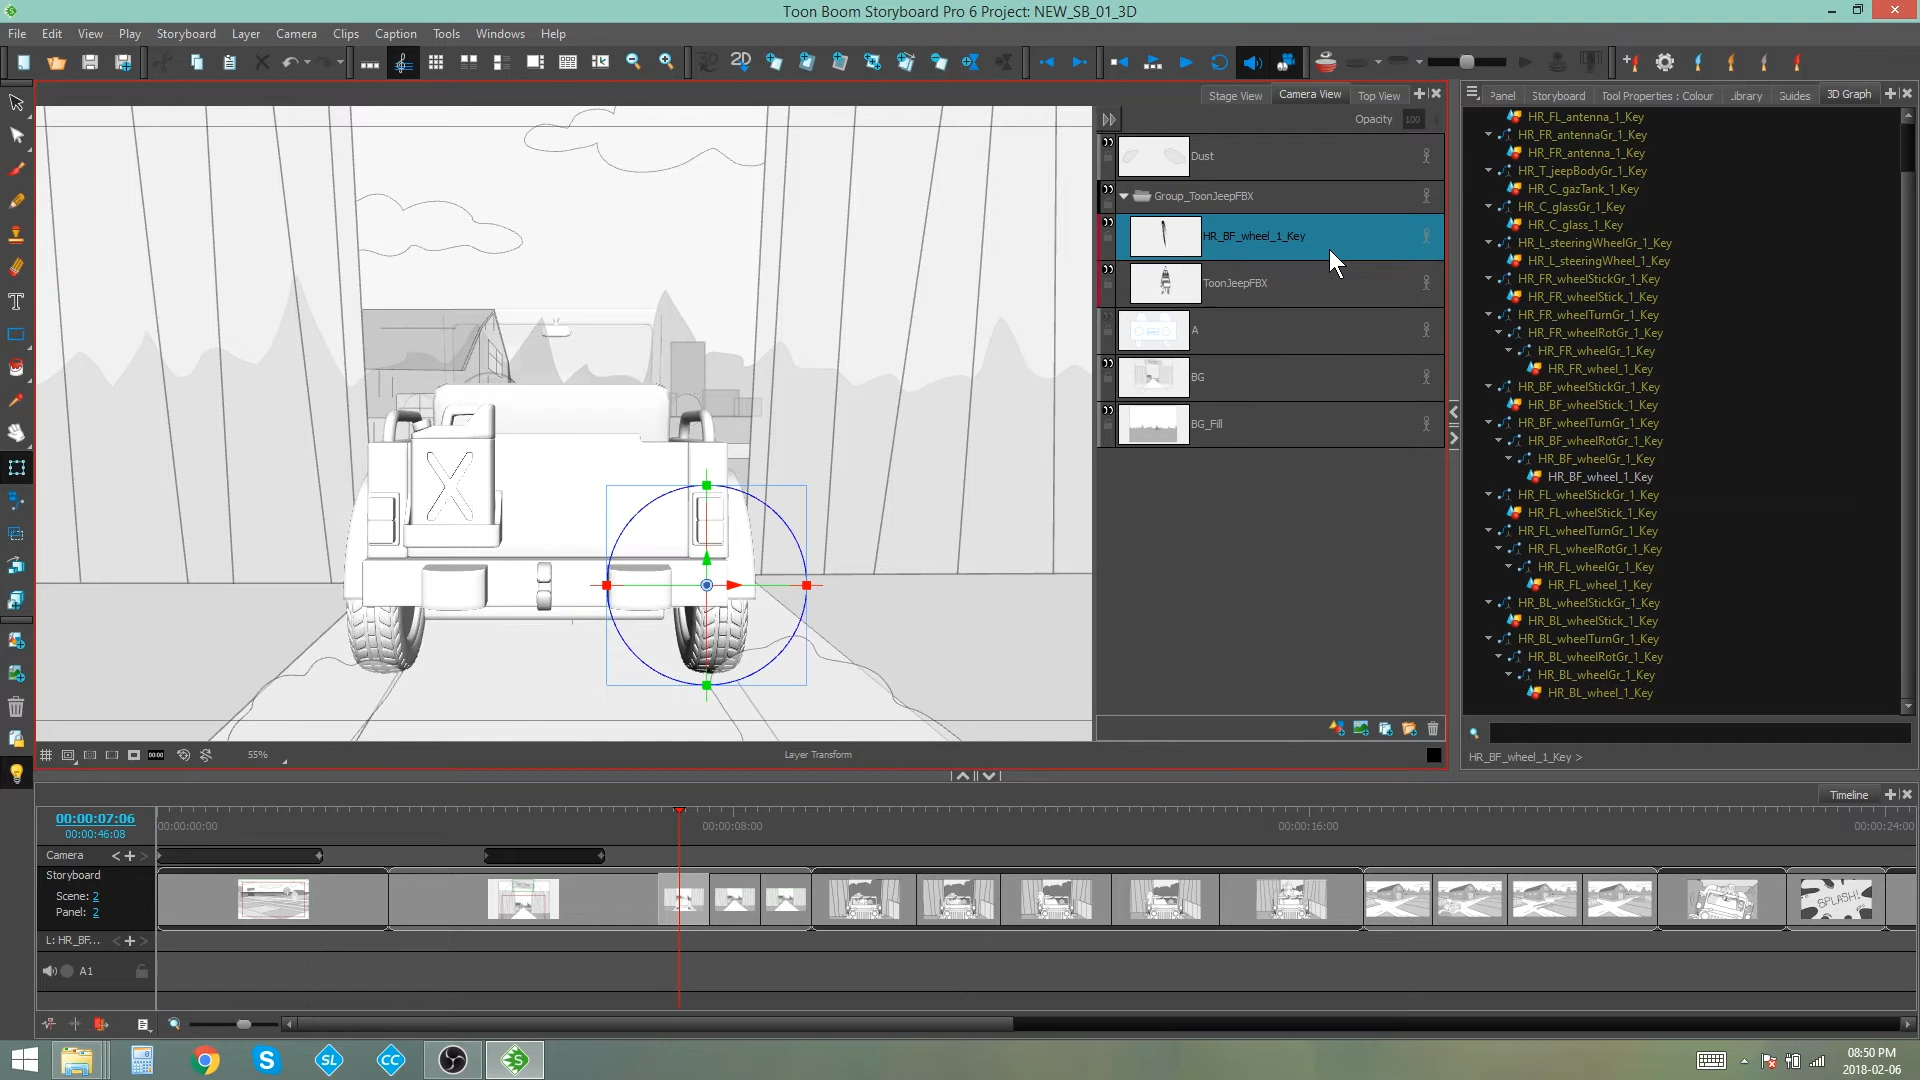 Toon Boom Storyboard Pro 6 Project: NEW_SB_01_3D
File Edit View Play Storyboard Layer Camera Clips Caption Tools Windows Help
Stage View Camera View Top View
Opacity 100
Dust
Group_ToonJeepFBX
HR_BF_wheel_1_Key
ToonJeepFBX
A
BG
BG_Fill
Panel Storyboard Tool Properties : Colour Library Guides 3D Graph
HR_FL_antenna_1_Key
HR_FR_antennaGr_1_Key
HR_FR_antenna_1_Key
HR_T_jeepBodyGr_1_Key
HR_C_gazTank_1_Key
HR_C_glassGr_1_Key
HR_C_glass_1_Key
HR_L_steeringWheelGr_1_Key
HR_L_steeringWheel_1_Key
HR_FR_wheelStickGr_1_Key
HR_FR_wheelStick_1_Key
HR_FR_wheelTurnGr_1_Key
HR_FR_wheelRotGr_1_Key
HR_FR_wheelGr_1_Key
HR_FR_wheel_1_Key
HR_BF_wheelStickGr_1_Key
HR_BF_wheelStick_1_Key
HR_BF_wheelTurnGr_1_Key
HR_BF_wheelRotGr_1_Key
HR_BF_wheelGr_1_Key
HR_BF_wheel_1_Key
HR_FL_wheelStickGr_1_Key
HR_FL_wheelStick_1_Key
HR_FL_wheelTurnGr_1_Key
HR_FL_wheelRotGr_1_Key
HR_FL_wheelGr_1_Key
HR_FL_wheel_1_Key
HR_BL_wheelStickGr_1_Key
HR_BL_wheelStick_1_Key
HR_BL_wheelTurnGr_1_Key
HR_BL_wheelRotGr_1_Key
HR_BL_wheelGr_1_Key
HR_BL_wheel_1_Key
HR_BF_wheel_1_Key >
55%
Layer Transform
Timeline
00:00:07:06
00:00:46:08
00:00:00:00 00:00:08:00 00:00:16:00 00:00:24:00
Camera
Storyboard
Scene: 2
Panel: 2
SPLASH!
L: HR_BF...
A1
08:50 PM
2018-02-06